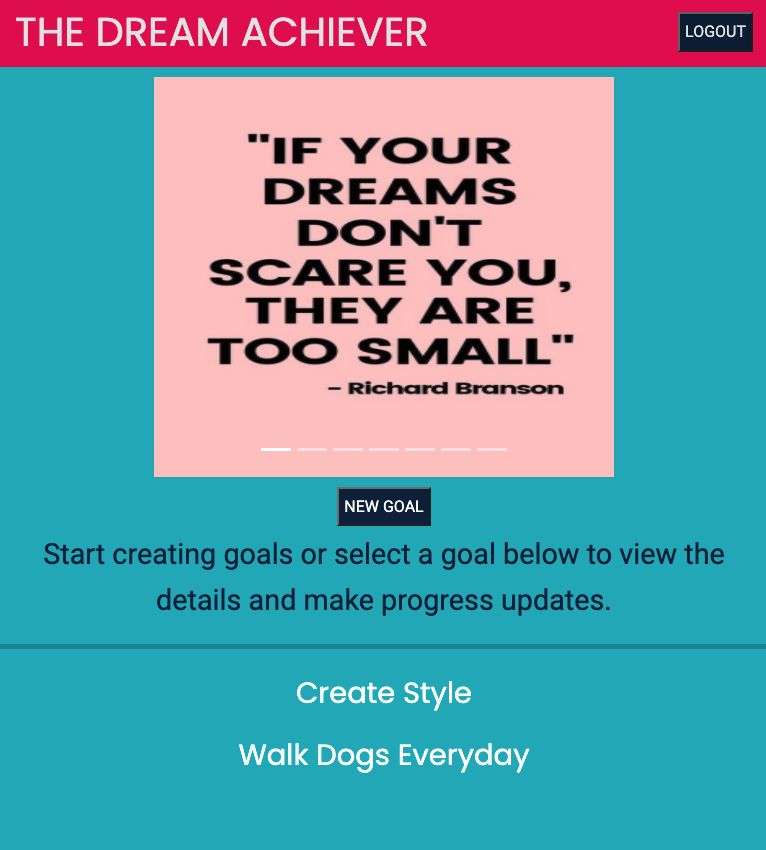 THE DREAM ACHIEVER
LOGOUT
"IF YOUR
DREAMS
DON'T
SCARE YOU,
THEY ARE
TOO SMALL"
– Richard Branson
NEW GOAL
Start creating goals or select a goal below to view the
details and make progress updates.
Create Style
Walk Dogs Everyday